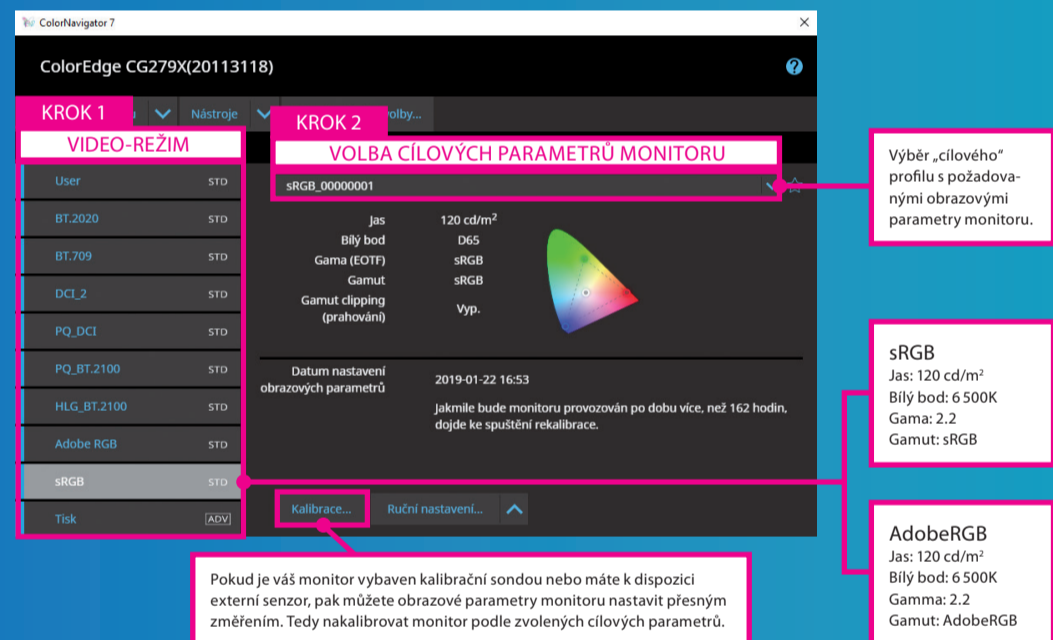 ColorNavigator 7
ColorEdge CG279X(20113118)
KROK 1
Nástroje
KROK 2
olby...
VIDEO-REŽIM
VOLBA CÍLOVÝCH PARAMETRŮ MONITORU
User STD
BT.2020 STD
BT.709 STD
DCI_2 STD
PQ_DCI STD
PQ_BT.2100 STD
HLG_BT.2100 STD
Adobe RGB STD
sRGB STD
Tisk ADV
sRGB_00000001
Jas 120 cd/m²
Bílý bod D65
Gama (EOTF) sRGB
Gamut sRGB
Gamut clipping
(prahování) Vyp.
Datum nastavení
obrazových parametrů 2019-01-22 16:53
Jakmile bude monitoru provozován po dobu více, než 162 hodin,
dojde ke spuštění rekalibrace.
Kalibrace... Ruční nastavení...
Výběr „cílového“
profilu s požadova-
nými obrazovými
parametry monitoru.
sRGB
Jas: 120 cd/m²
Bílý bod: 6 500K
Gama: 2.2
Gamut: sRGB
AdobeRGB
Jas: 120 cd/m²
Bílý bod: 6 500K
Gamma: 2.2
Gamut: AdobeRGB
Pokud je váš monitor vybaven kalibrační sondou nebo máte k dispozici
externí senzor, pak můžete obrazové parametry monitoru nastavit přesným
změřením. Tedy nakalibrovat monitor podle zvolených cílových parametrů.